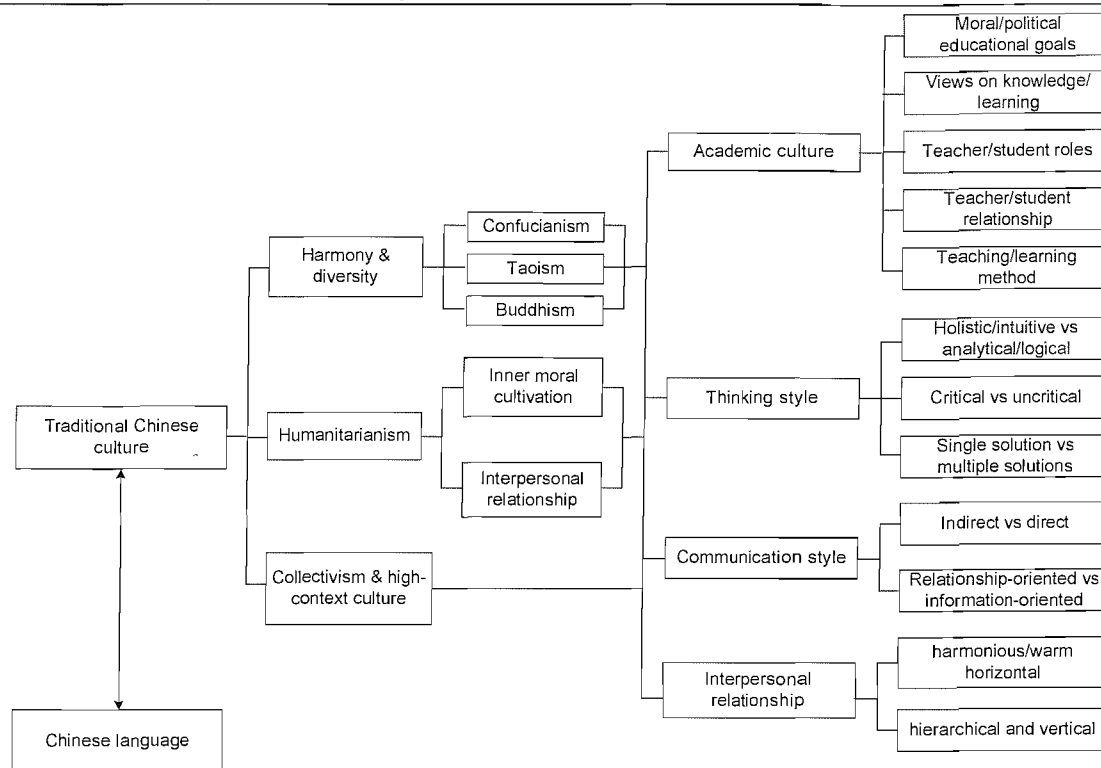 Traditional Chinese
culture
Chinese language
Harmony &
diversity
Humanitarianism
Collectivism & high-
context culture
Confucianism
Taoism
Buddhism
Inner moral
cultivation
Interpersonal
relationship
Academic culture
Thinking style
Communication style
Interpersonal
relationship
Moral/political
educational goals
Views on knowledge/
learning
Teacher/student roles
Teacher/student
relationship
Teaching/learning
method
Holistic/intuitive vs
analytical/logical
Critical vs uncritical
Single solution vs
multiple solutions
Indirect vs direct
Relationship-oriented vs
information-oriented
harmonious/warm
horizontal
hierarchical and vertical